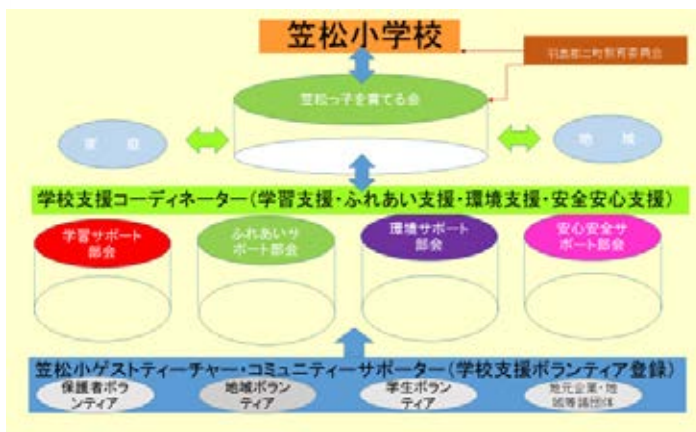 笠松小学校
羽島郡二町教育委員会
笠松っ子を育てる会
家　庭
地　域
学校支援コーディネーター(学習支援・ふれあい支援・環境支援・安全安心支援)
学習サポート
部会
ふれあいサ
ポート部会
環境サポート
部会
安心安全サ
ポート部会
笠松小ゲストティーチャー・コミュニティーサポーター(学校支援ボランティア登録)
保護者ボラ
ンティア
地域ボラン
ティア
学生ボラン
ティア
地元企業・地
域等諸団体